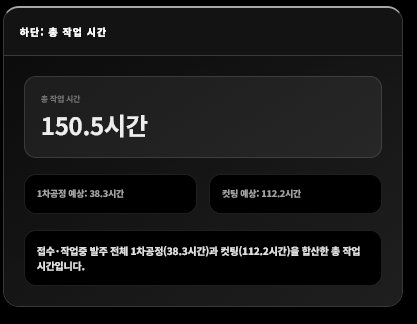 하단: 총 작업 시간
총 작업 시간
150.5시간
1차공정 예상: 38.3시간
컷팅 예상: 112.2시간
접수·작업중 발주 전체 1차공정(38.3시간)과 컷팅(112.2시간)을 합산한 총 작업
시간입니다.